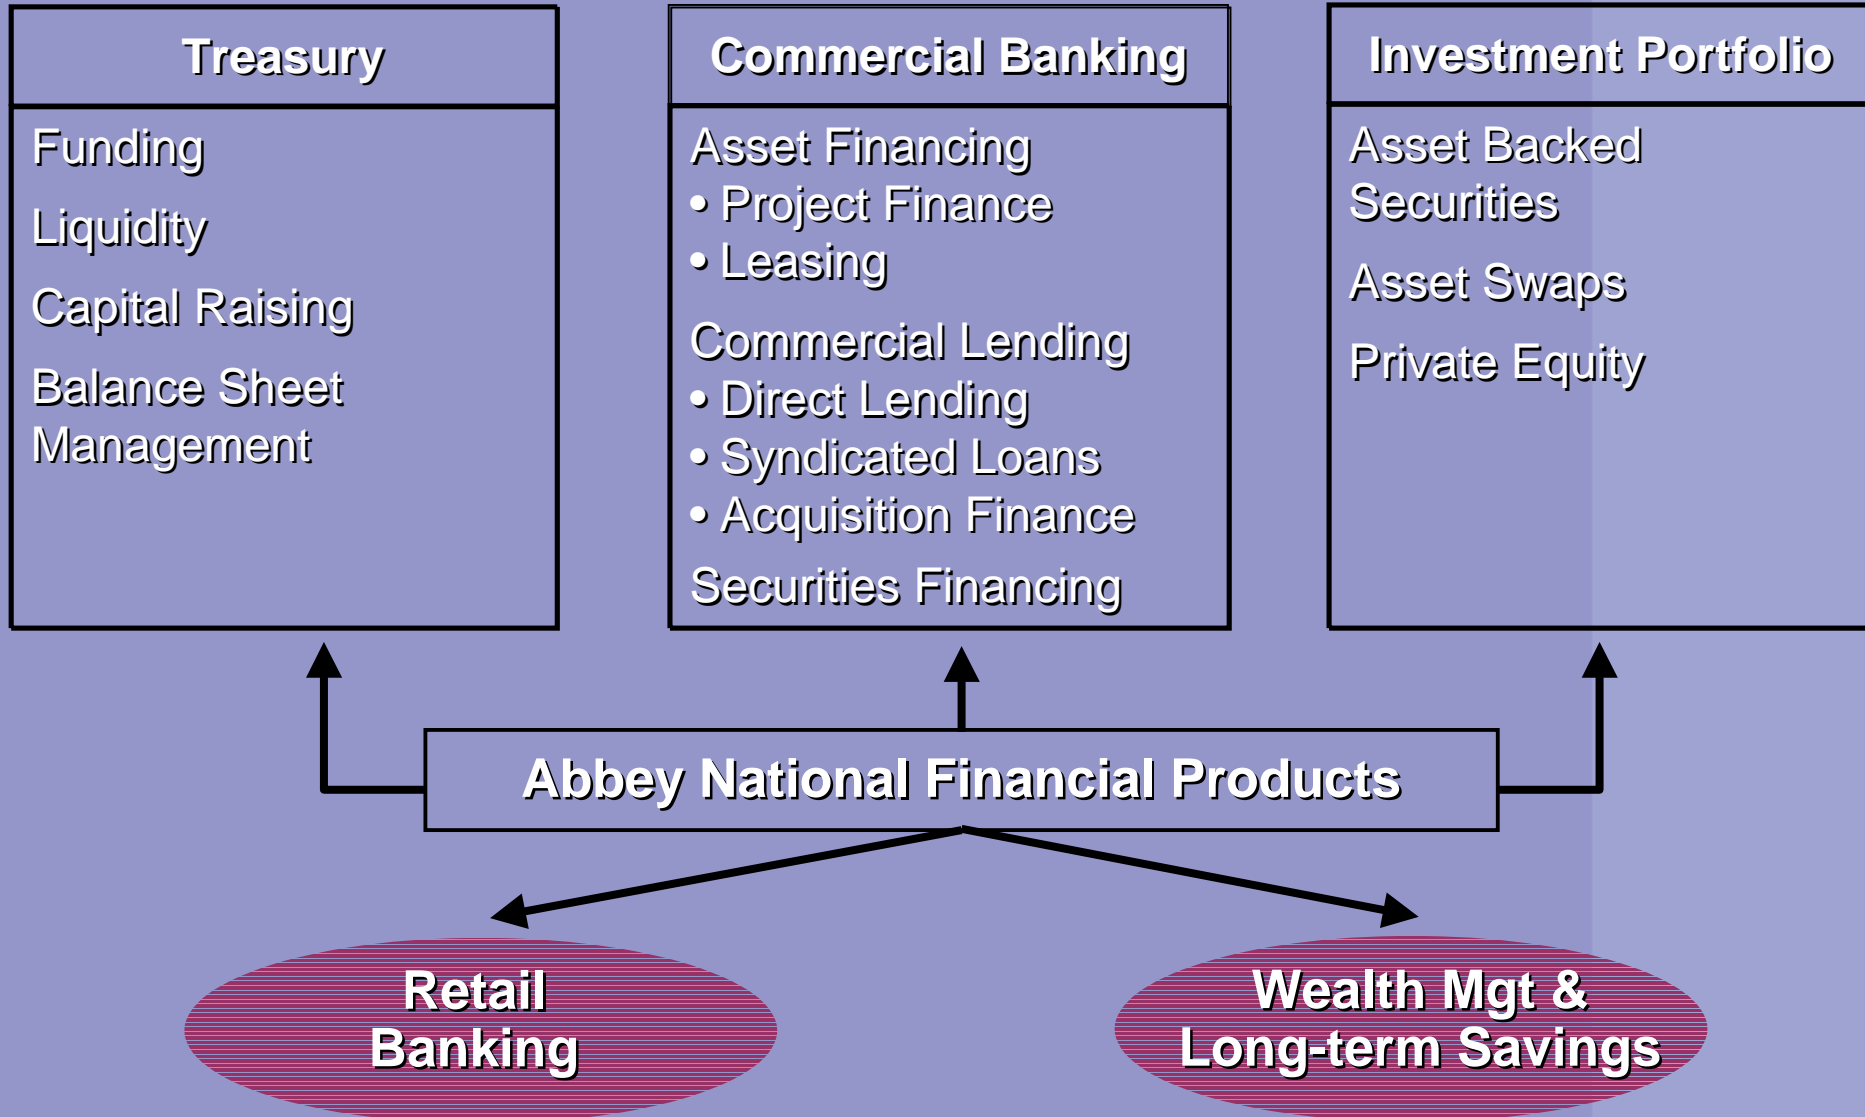 Treasury
Funding
Liquidity
Capital Raising
Balance Sheet
Management
Commercial Banking
Asset Financing
• Project Finance
• Leasing
Commercial Lending
• Direct Lending
• Syndicated Loans
• Acquisition Finance
Securities Financing
Investment Portfolio
Asset Backed
Securities
Asset Swaps
Private Equity
Abbey National Financial Products
Retail
Banking
Wealth Mgt &
Long-term Savings